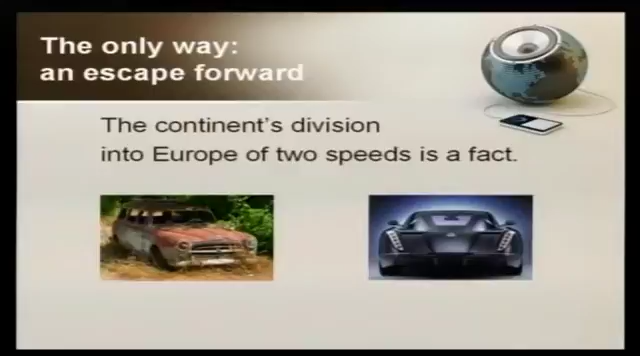 The only way:
an escape forward
The continent's division
into Europe of two speeds is a fact.